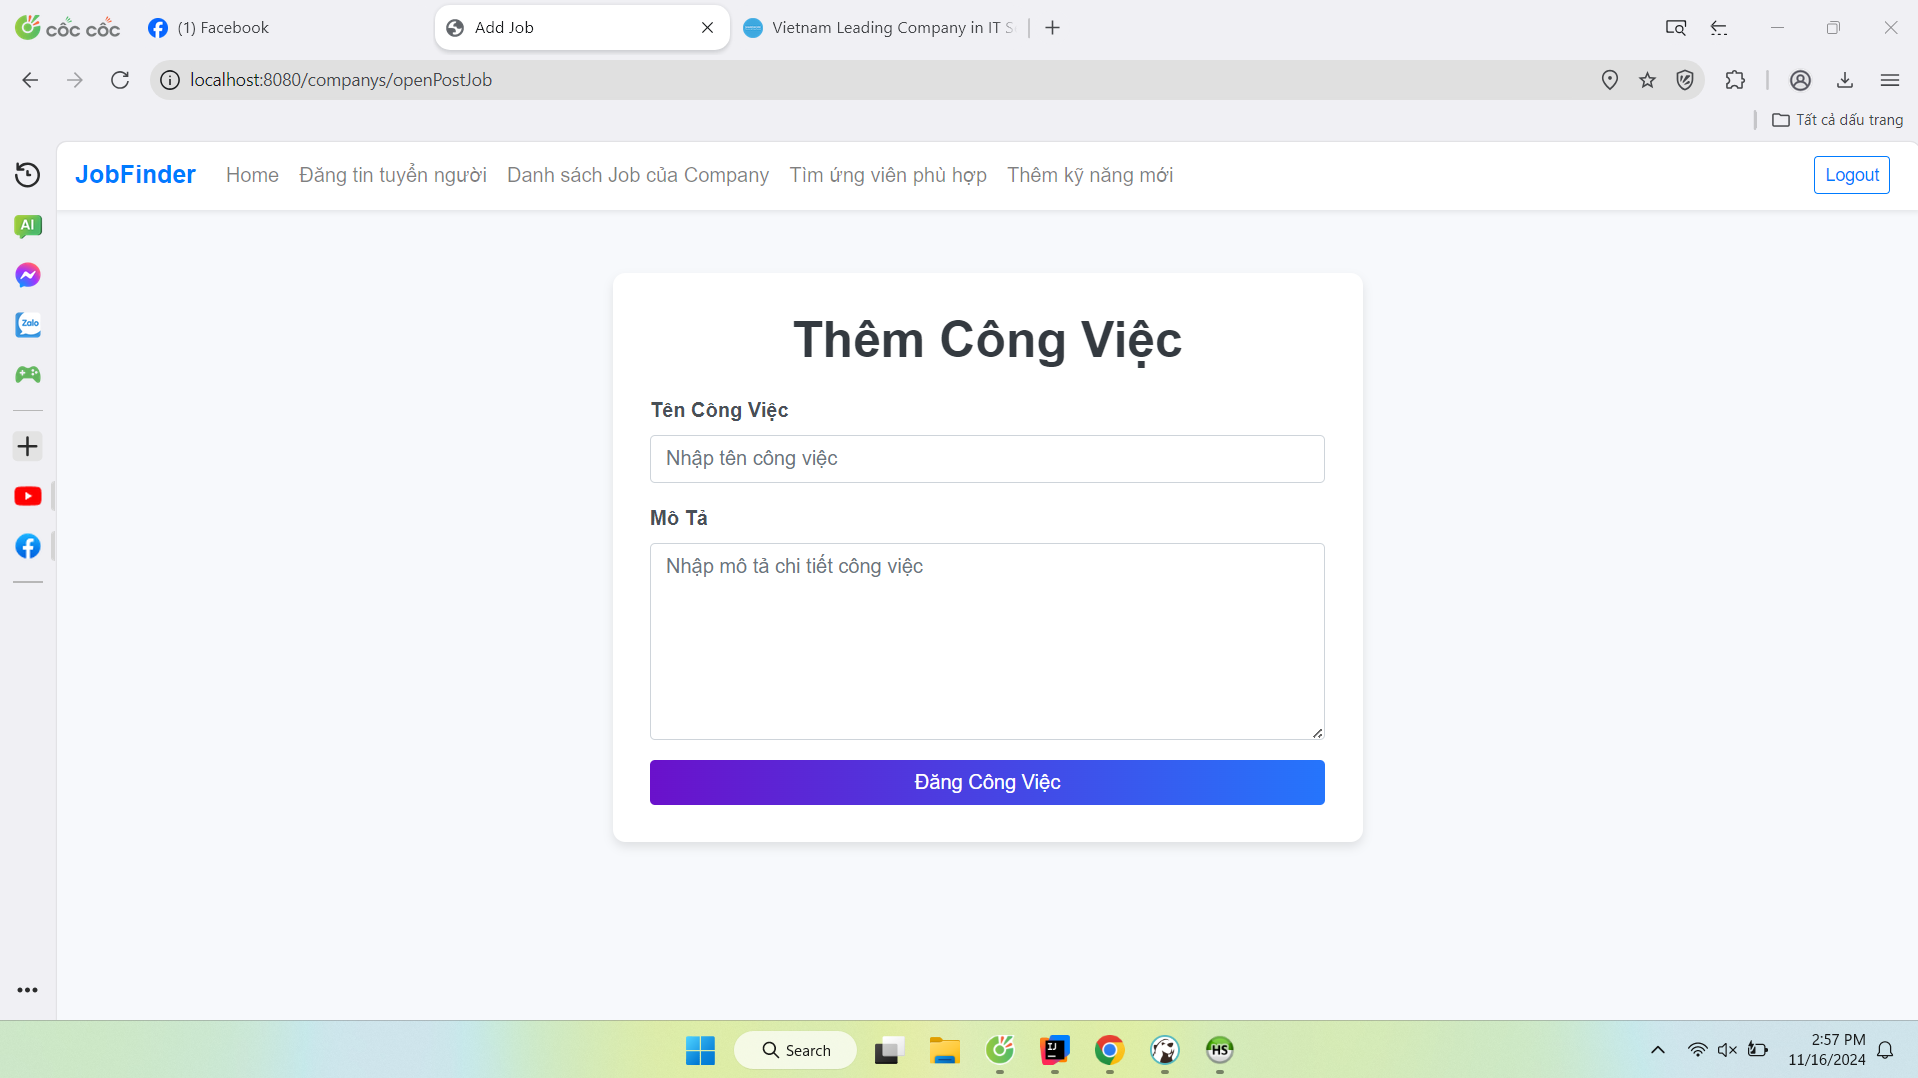 cốc cốc
(1) Facebook
Add Job
Vietnam Leading Company in IT S
localhost:8080/companys/openPostJob
Tất cả dấu trang
AI
Zalo
JobFinder
Home
Đăng tin tuyển người
Danh sách Job của Company
Tìm ứng viên phù hợp
Thêm kỹ năng mới
Logout
Thêm Công Việc
Tên Công Việc
Nhập tên công việc
Mô Tả
Nhập mô tả chi tiết công việc
Đăng Công Việc
Search
IJ
HS
2:57 PM
11/16/2024